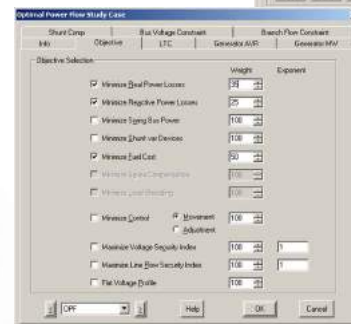 Optimal Power Flow Study Case
Shunt Comp Bus Voltage Constraint Branch Flow Constraint
Info Objective LTC Generator AVR Generator MW
Objective Selection
Weight Exponent
Minimize Real Power Losses 35
Minimize Reactive Power Losses 25
Minimize Swing Bus Power 100
Minimize Shunt var Devices 100
Minimize Fuel Cost 50
Minimize Series Compensation 100
Minimize Load Shedding 100
Minimize Control Movement 100
Adjustment
Maximize Voltage Security Index 100 1
Maximize Line Flow Security Index 100 1
Flat Voltage Profile 100
OPF Help OK Cancel